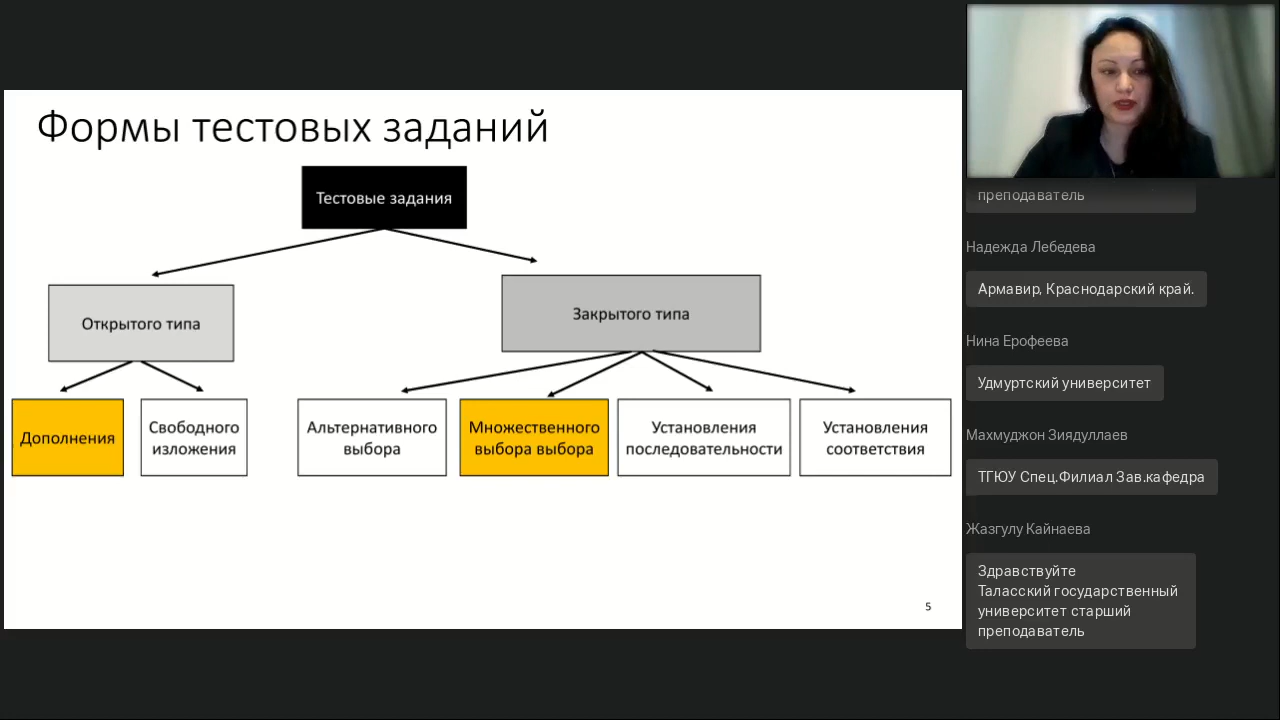 Формы тестовых заданий
Тестовые задания
Открытого типа
Закрытого типа
Дополнения
Свободного
изложения
Альтернативного
выбора
Множественного
выбора выбора
Установления
последовательности
Установления
соответствия
5
преподаватель
Надежда Лебедева
Армавир, Краснодарский край.
Нина Ерофеева
Удмуртский университет
Махмуджон Зиядуллаев
ТГЮУ Спец.Филиал Зав.кафедра
Жазгулу Кайнаева
Здравствуйте
Таласский государственный
университет старший
преподаватель